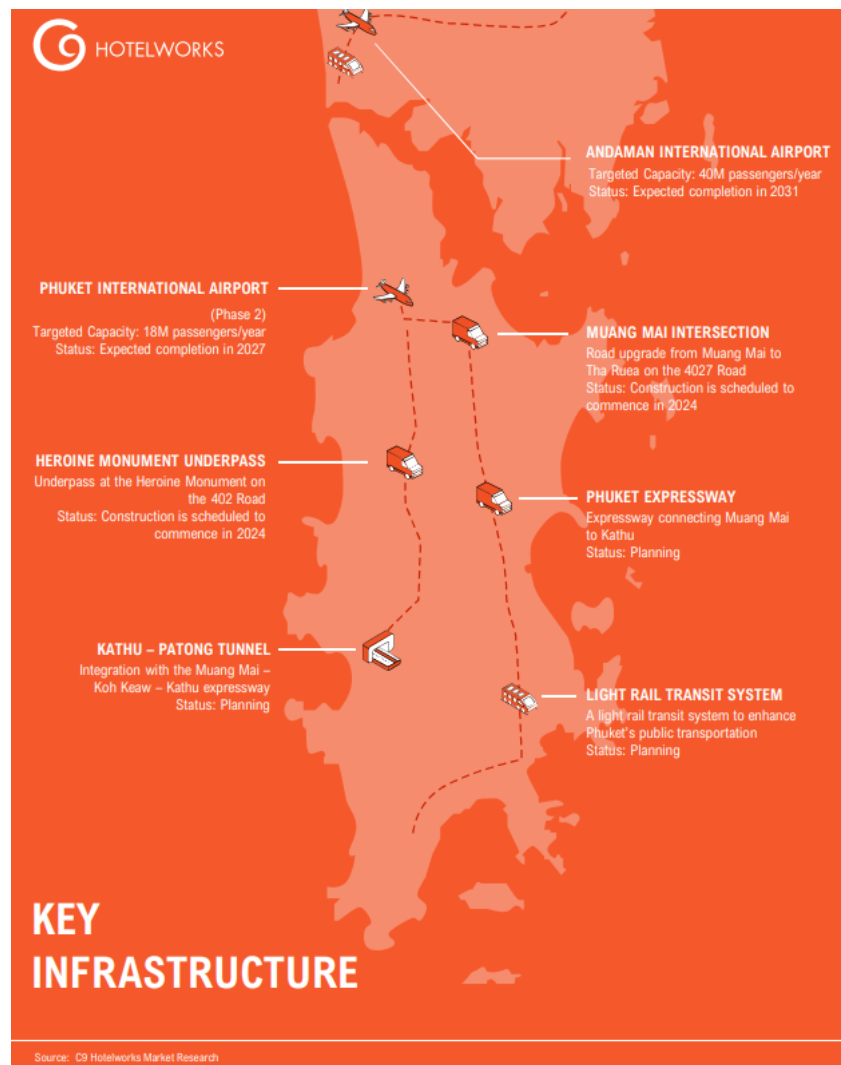 C9 HOTELWORKS
ANDAMAN INTERNATIONAL AIRPORT
Targeted Capacity: 40M passengers/year
Status: Expected completion in 2031
PHUKET INTERNATIONAL AIRPORT
(Phase 2)
Targeted Capacity: 18M passengers/year
Status: Expected completion in 2027
MUANG MAI INTERSECTION
Road upgrade from Muang Mai to
Tha Ruea on the 4027 Road
Status: Construction is scheduled to
commence in 2024
HEROINE MONUMENT UNDERPASS
Underpass at the Heroine Monument on
the 402 Road
Status: Construction is scheduled to
commence in 2024
PHUKET EXPRESSWAY
Expressway connecting Muang Mai
to Kathu
Status: Planning
KATHU – PATONG TUNNEL
Integration with the Muang Mai –
Koh Keaw – Kathu expressway
Status: Planning
LIGHT RAIL TRANSIT SYSTEM
A light rail transit system to enhance
Phuket's public transportation
Status: Planning
KEY
INFRASTRUCTURE
Source: C9 Hotelworks Market Research